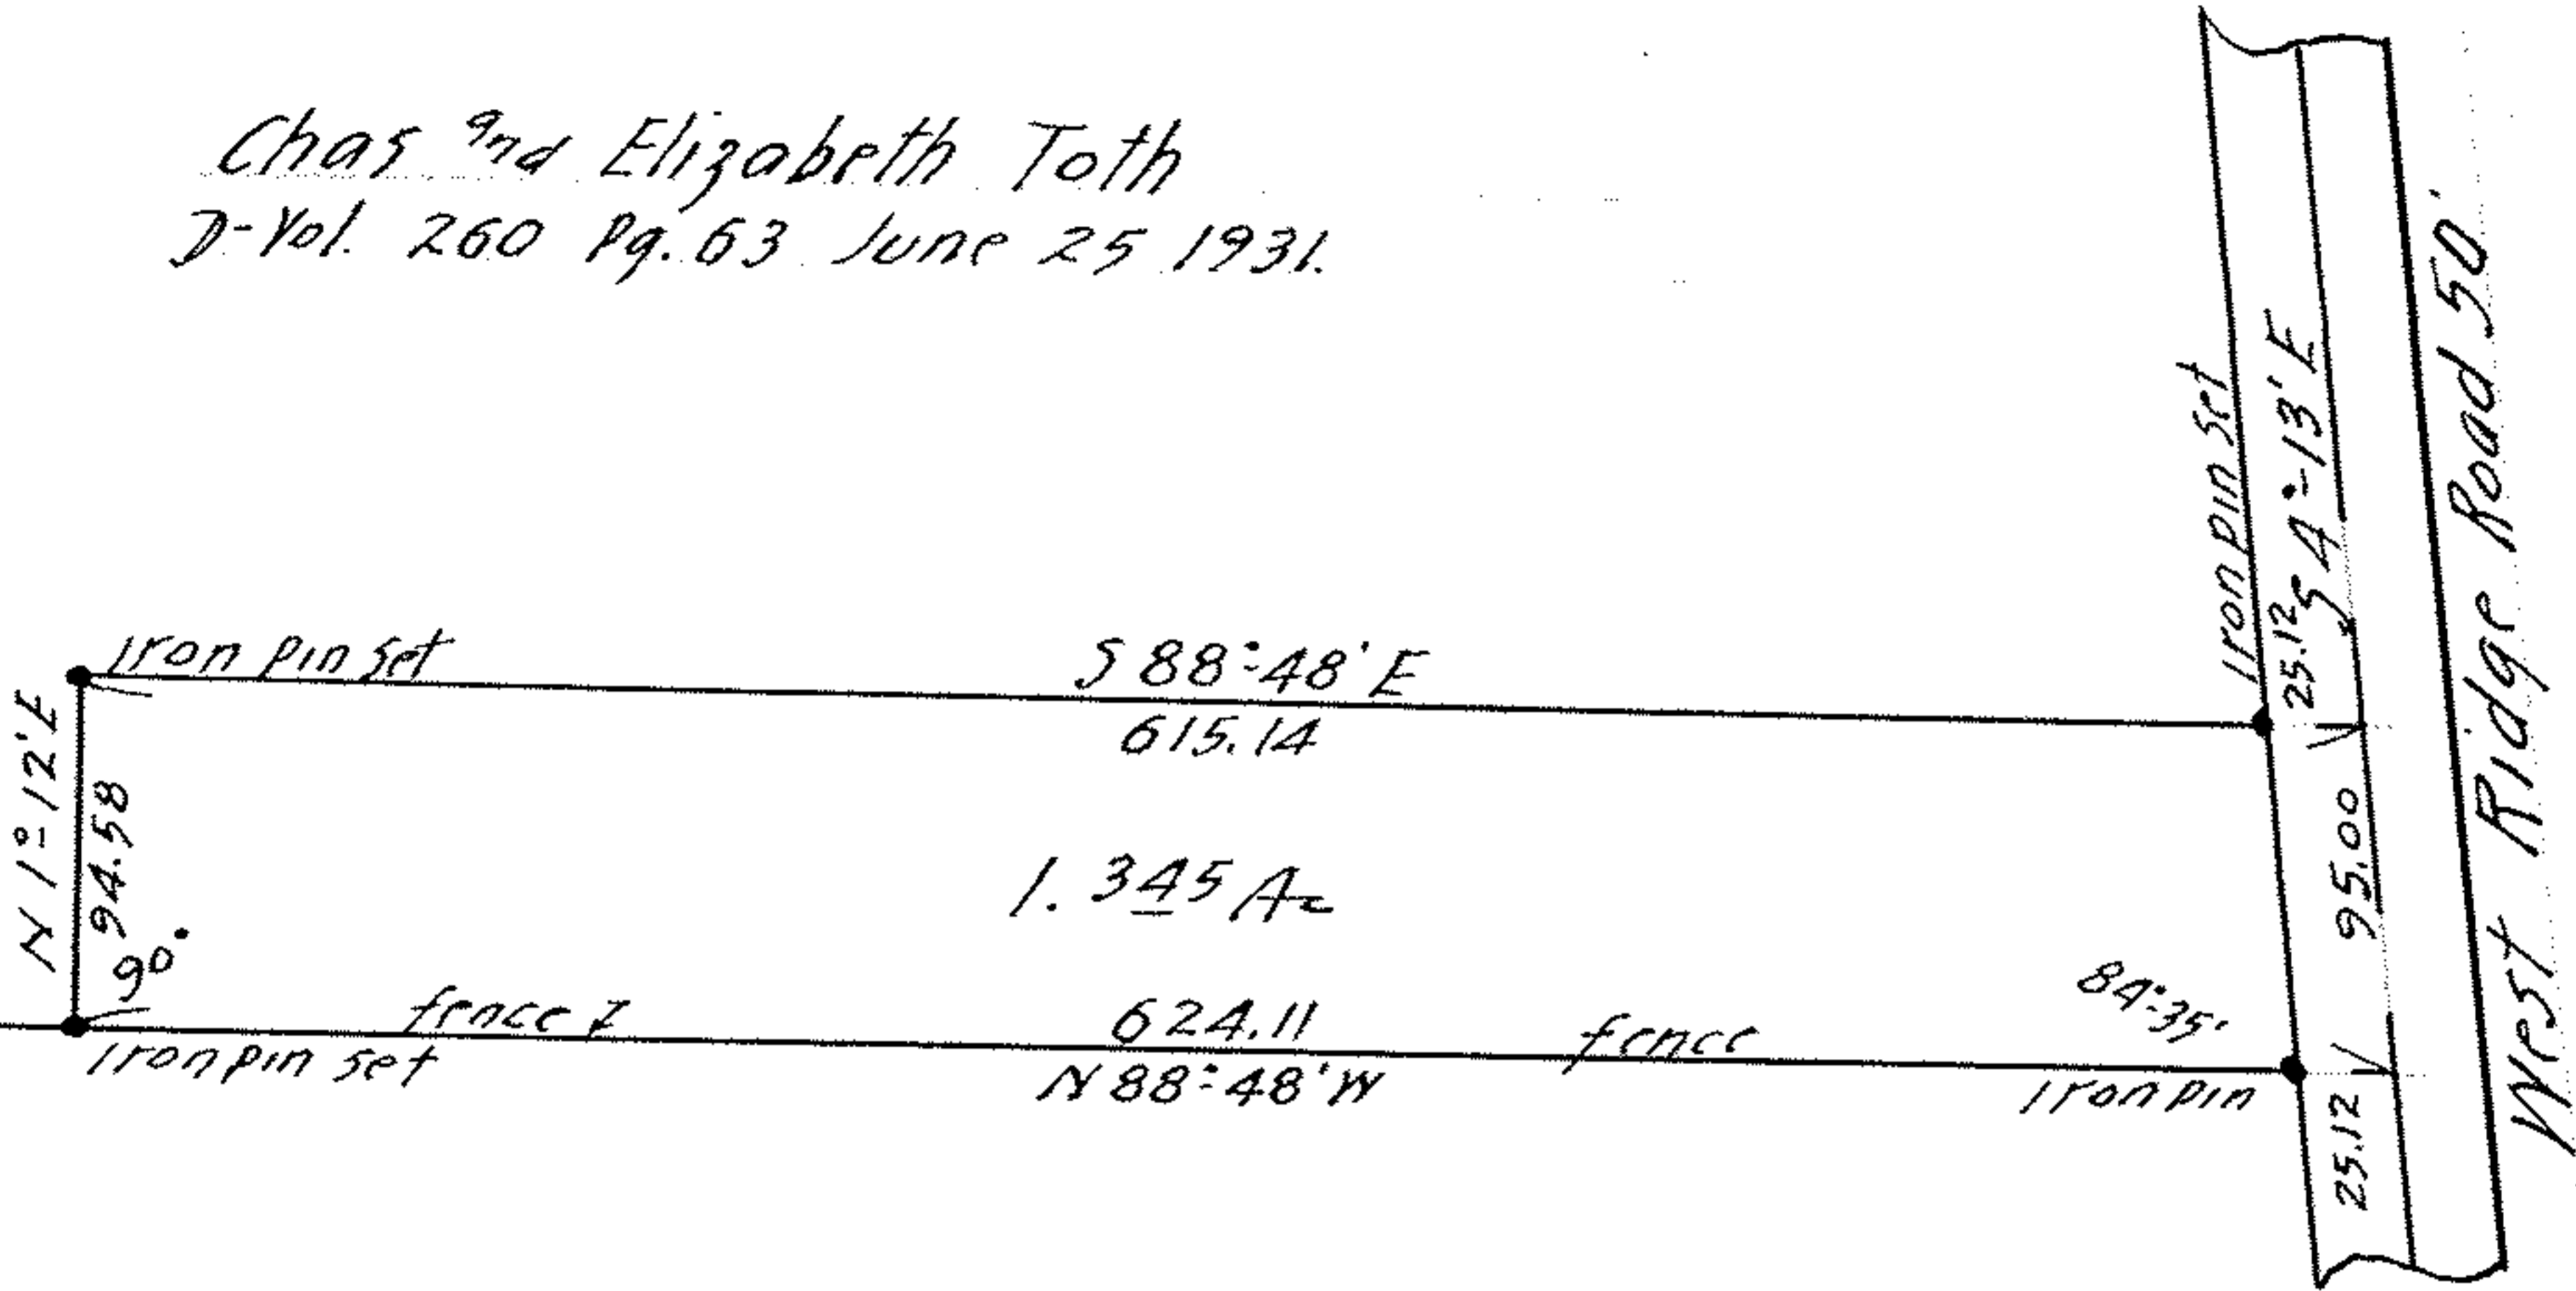 Chas and Elizabeth Toth
D-Vol. 260 Pg. 63 June 25 1931.
West Ridge Road 50'
S 4°-13' E
Iron pin set
25.12
Iron pin set
S 88°-48' E
615.14
N 1°-12' E
94.58
95.00
1.345 Ac
90°
84°-35'
fence
624.11
fence
Iron pin set
N 88°-48' W
Iron pin
25.12